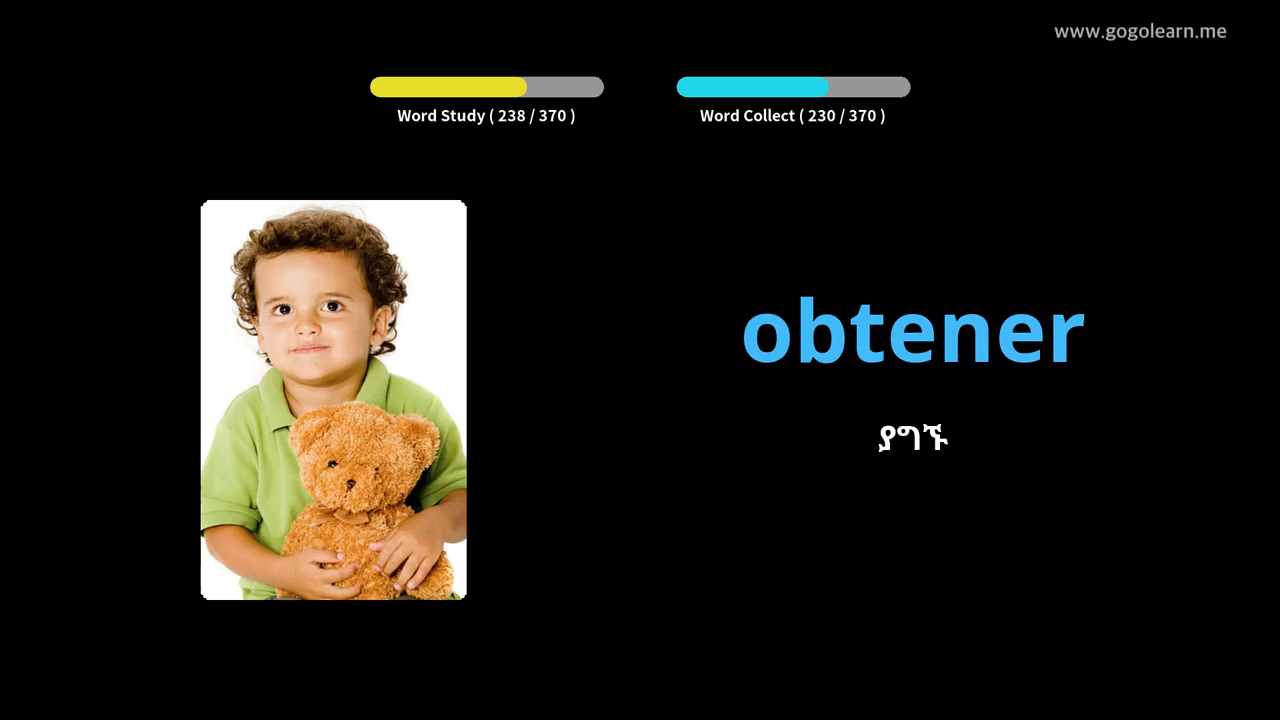 www.gogolearn.me
Word Study ( 238 / 370 )
Word Collect ( 230 / 370 )
obtener
ያግኙ